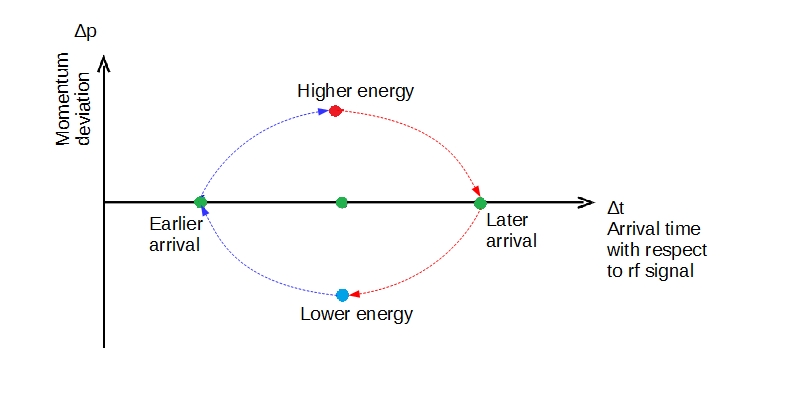 Δp
Momentum
deviation
Higher energy
Earlier
arrival
Later
arrival
Δt
Arrival time
with respect
to rf signal
Lower energy